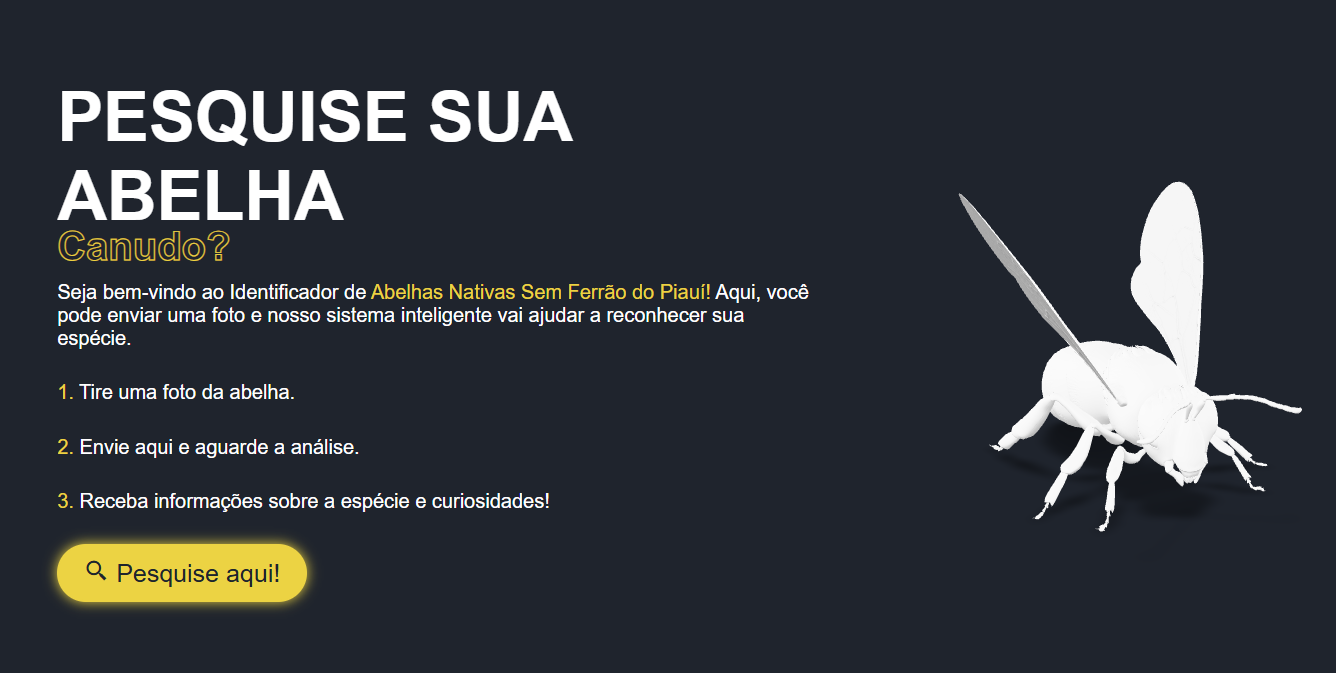 PESQUISE SUA
ABELHA
Canudo?
Seja bem-vindo ao Identificador de Abelhas Nativas Sem Ferrão do Piauí! Aqui, você
pode enviar uma foto e nosso sistema inteligente vai ajudar a reconhecer sua
espécie.
1. Tire uma foto da abelha.
2. Envie aqui e aguarde a análise.
3. Receba informações sobre a espécie e curiosidades!
Pesquise aqui!